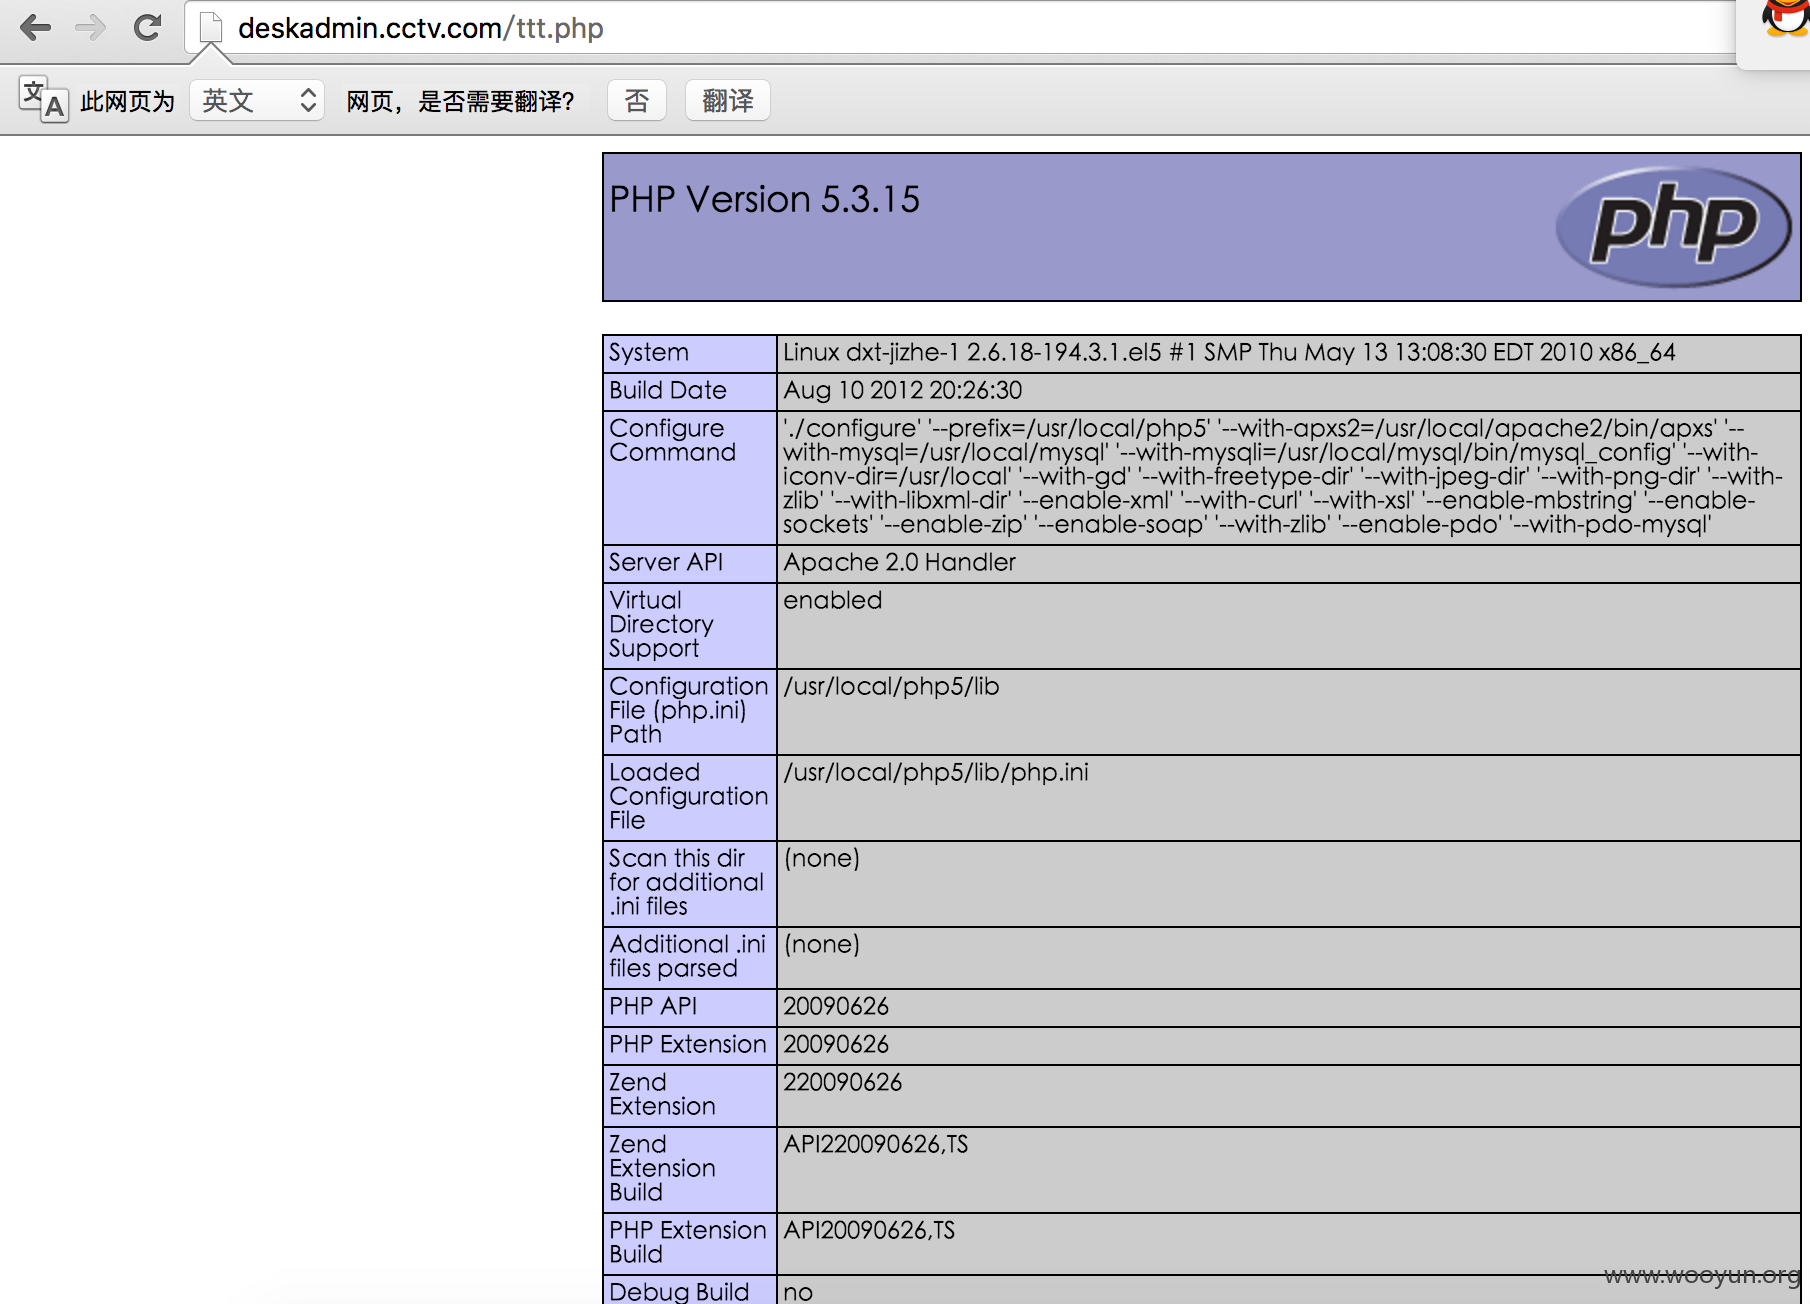 deskadmin.cctv.com/ttt.php
文A 此网页为 英文 网页，是否需要翻译? 否 翻译
PHP Version 5.3.15
php
System
Linux dxt-jizhe-1 2.6.18-194.3.1.el5 #1 SMP Thu May 13 13:08:30 EDT 2010 x86_64
Build Date
Aug 10 2012 20:26:30
Configure
Command
'./configure' '--prefix=/usr/local/php5' '--with-apxs2=/usr/local/apache2/bin/apxs' '--
with-mysql=/usr/local/mysql' '--with-mysqli=/usr/local/mysql/bin/mysql_config' '--with-
iconv-dir=/usr/local' '--with-gd' '--with-freetype-dir' '--with-jpeg-dir' '--with-png-dir' '--with-
zlib' '--with-libxml-dir' '--enable-xml' '--with-curl' '--with-xsl' '--enable-mbstring' '--enable-
sockets' '--enable-zip' '--enable-soap' '--with-zlib' '--enable-pdo' '--with-pdo-mysql'
Server API
Apache 2.0 Handler
Virtual
Directory
Support
enabled
Configuration
File (php.ini)
Path
/usr/local/php5/lib
Loaded
Configuration
File
/usr/local/php5/lib/php.ini
Scan this dir
for additional
.ini files
(none)
Additional .ini
files parsed
(none)
PHP API
20090626
PHP Extension
20090626
Zend
Extension
220090626
Zend
Extension
Build
API220090626,TS
PHP Extension
Build
API20090626,TS
Debug Build
no
www.wooyun.org